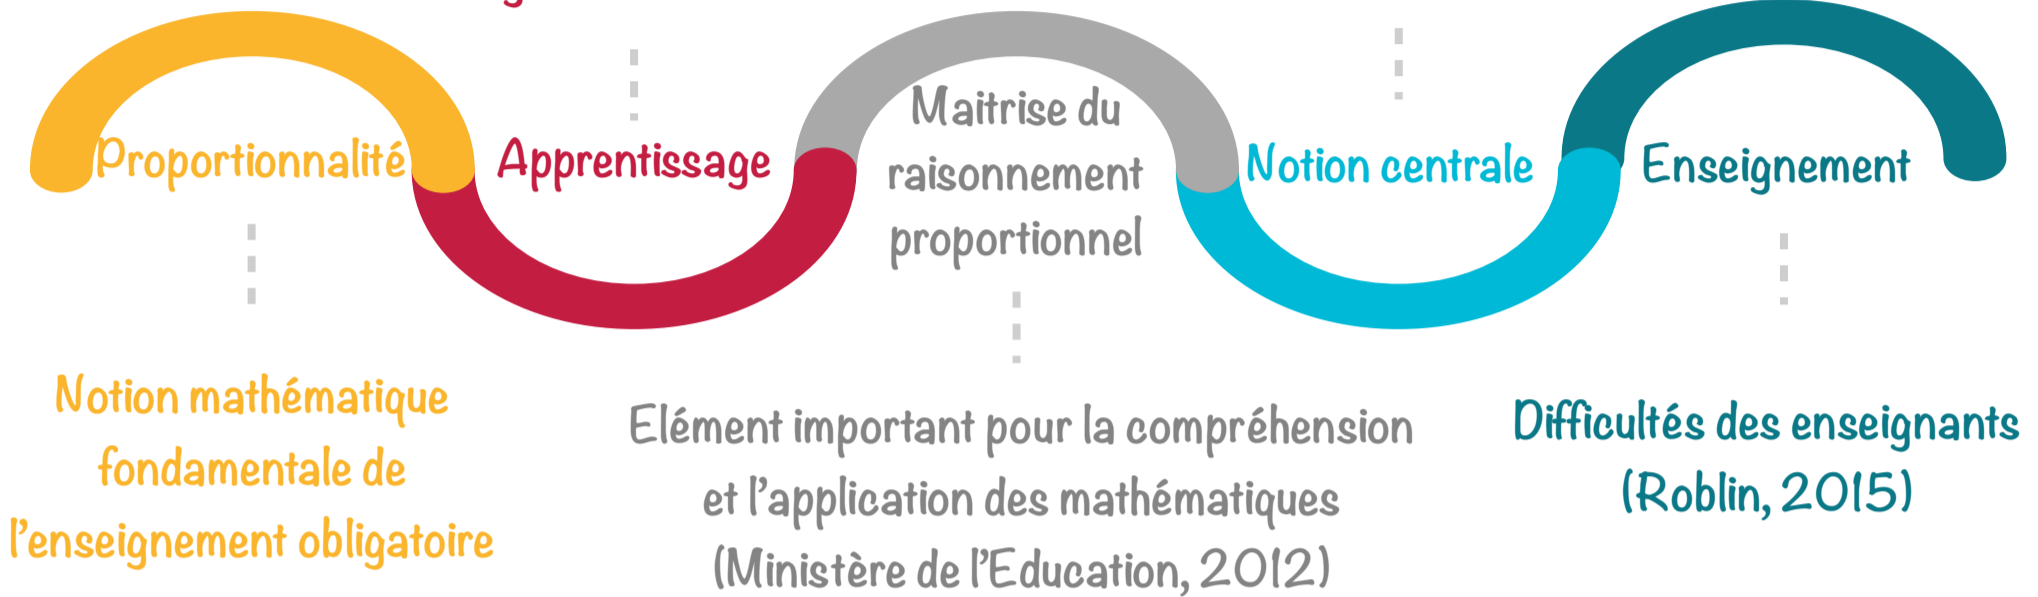 Proportionnalité
Notion mathématique
fondamentale de
l'enseignement obligatoire
Apprentissage
Maitrise du
raisonnement
proportionnel
Elément important pour la compréhension
et l'application des mathématiques
(Ministère de l'Education, 2012)
Notion centrale
Enseignement
Difficultés des enseignants
(Roblin, 2015)